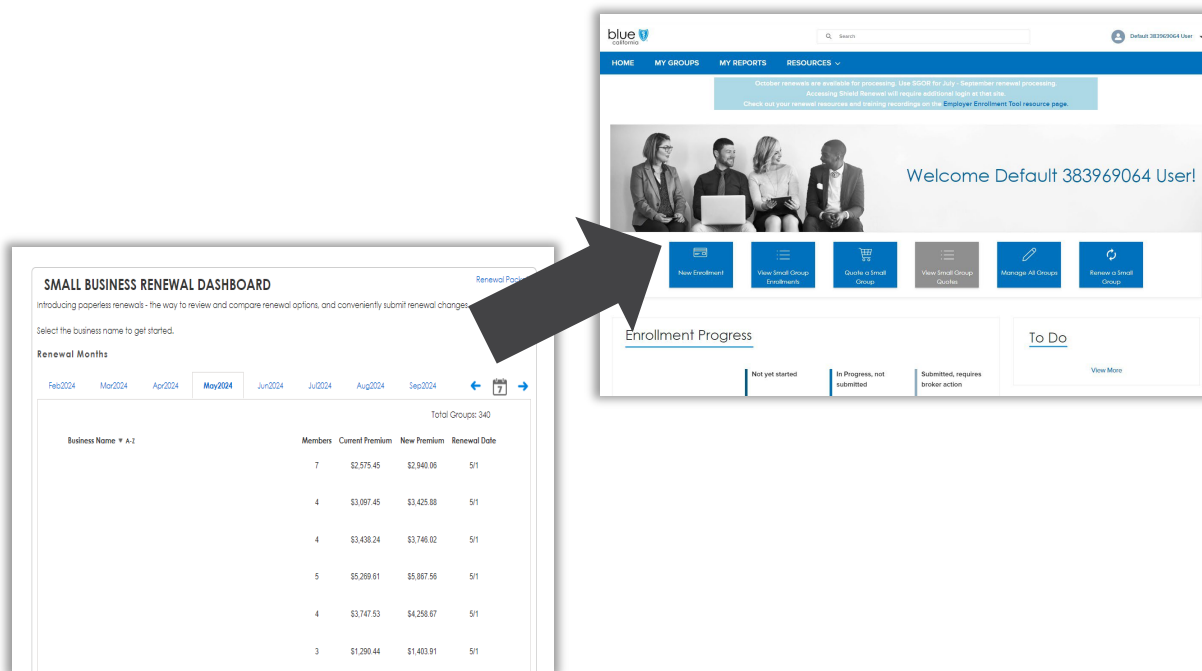 blue
california
Search
Default 383969064 User
HOME MY GROUPS MY REPORTS RESOURCES
October renewals are available for processing. Use SGOR for July - September renewal processing.
Accessing Shield Renewal will require additional login at that site.
Check out your renewal resources and training recordings on the Employer Enrollment Tool resource page.
Welcome Default 383969064 User!
New Enrollment
View Small Group
Enrollments
Quote a Small
Group
View Small Group
Quotes
Manage All Groups
Renew a Small
Group
Enrollment Progress
To Do
Not yet started
In Progress, not
submitted
Submitted, requires
broker action
View More
SMALL BUSINESS RENEWAL DASHBOARD
Renewal
Introducing paperless renewals - the way to review and compare renewal options, and conveniently submit renewal changes.
Select the business name to get started.
Renewal Months
Feb2024 Mar2024 Apr2024 May2024 Jun2024 Jul2024 Aug2024 Sep2024 7
Total Groups: 340
Business Name ▼ A-Z Members Current Premium New Premium Renewal Date
7 $2,575.45 $2,940.06 5/1
4 $3,097.45 $3,425.88 5/1
4 $3,438.24 $3,746.02 5/1
5 $5,269.61 $5,867.56 5/1
4 $3,747.53 $4,258.67 5/1
3 $1,290.44 $1,403.91 5/1